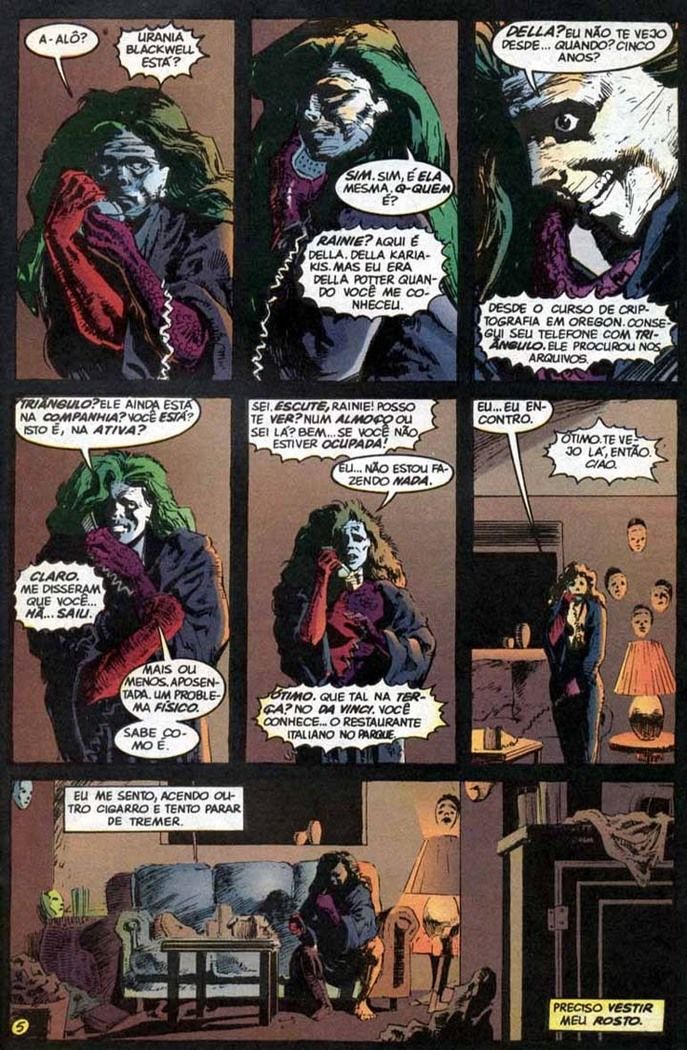 A-ALÔ?
URANIA
BLACKWELL
ESTÁ?
SIM. SIM, É ELA
MESMA. Q-QUEM
É?
RAINIE? AQUI É
DELLA. DELLA KARIA-
KIS. MAS EU ERA
DELLA POTTER QUAN-
DO VOCÊ ME CO-
NHECEU.
DELLA? EU NÃO TE VEJO
DESDE... QUANDO? CINCO
ANOS?
DESDE O CURSO DE CRIP-
TOGRAFIA EM OREGON. CONSE-
GUI SEU TELEFONE COM TRI-
ÂNGULO. ELE PROCUROU NOS
ARQUIVOS.
TRIÂNGULO? ELE AINDA ESTÁ
NA COMPANHIA? VOCÊ ESTÁ?
ISTO É, NA ATIVA?
CLARO.
ME DISSERAM
QUE VOCÊ...
HÃ... SAIU.
MAIS OU
MENOS. APOSEN-
TADA. UM PROBLE-
MA FÍSICO.
SABE CO-
MO É.
SEI. ESCUTE, RAINIE! POSSO
TE VER? NUM ALMOÇO OU
SEI LÁ? BEM... SE VOCÊ NÃO
ESTIVER OCUPADA!
EU... NÃO ESTOU FA-
ZENDO NADA.
ÓTIMO. QUE TAL NA TER-
ÇA? NO DA VINCI. VOCÊ
CONHECE... O RESTAURANTE
ITALIANO NO PARQUE.
EU... EU EN-
CONTRO.
ÓTIMO. TE VE-
JO LÁ, ENTÃO.
CIAO.
EU ME SENTO, ACENDO OU-
TRO CIGARRO E TENTO PARAR
DE TREMER.
PRECISO VESTIR
MEU ROSTO.
5